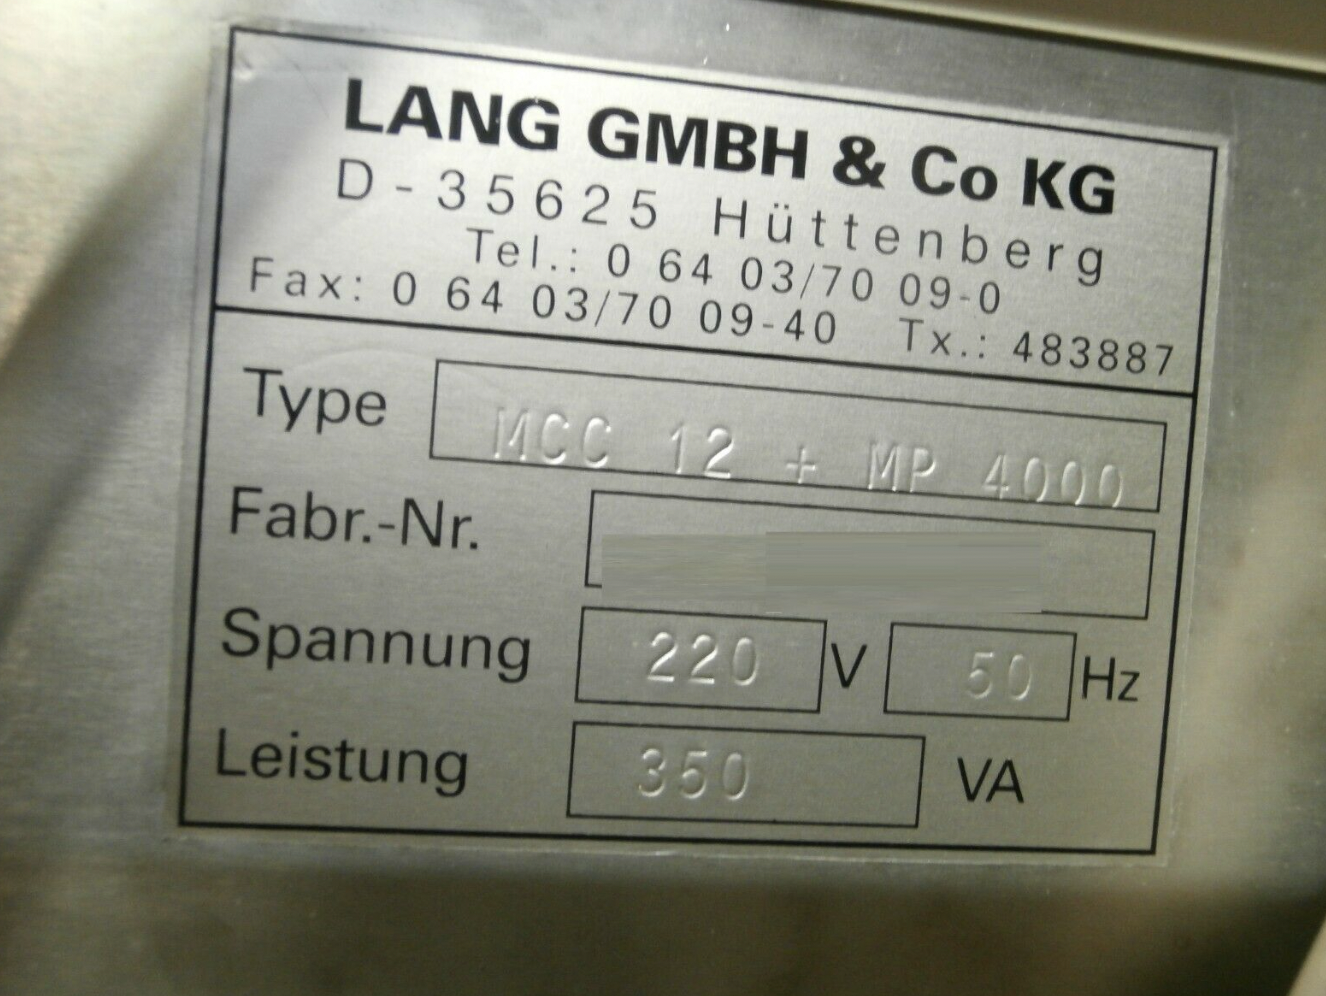 LANG GMBH & Co KG
D-35625 Hüttenberg
Tel.: 0 64 03/70 09-0
Fax: 0 64 03/70 09-40 Tx.: 483887
Type MCC 12 + MP 4000
Fabr.-Nr.
Spannung 220 V 50 Hz
Leistung 350 VA